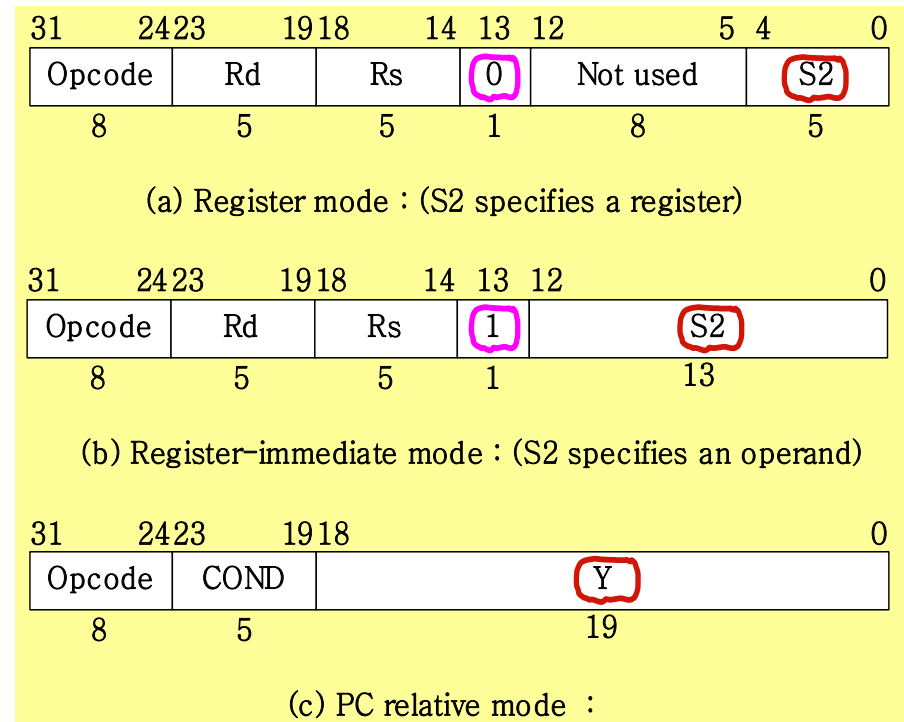 31 24 23 19 18 14 13 12 5 4 0
Opcode Rd Rs 0 Not used S2
8 5 5 1 8 5
(a) Register mode : (S2 specifies a register)
31 24 23 19 18 14 13 12 0
Opcode Rd Rs 1 S2
8 5 5 1 13
(b) Register-immediate mode : (S2 specifies an operand)
31 24 23 19 18 0
Opcode COND Y
8 5 19
(c) PC relative mode :